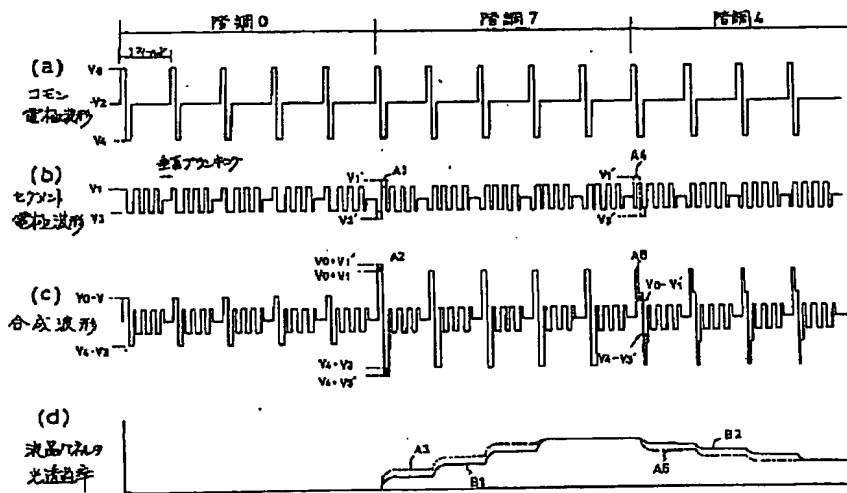 階調0 階調7 階調4
1フィールド
(a) V0
コモン
電極波形 V2
V4
垂直ブランキング
(b) V1 V1' A1 V1' A4
セグメント
電極波形 V3 V3' V3'
V0+V1' A2 A5
V0+V1 V0-V1'
(c) V0-V
合成波形
V4-V3 V4+V3 V4-V3'
V4+V3'
(d)
液晶パネルの A3 B2
光透過率 B1 A6